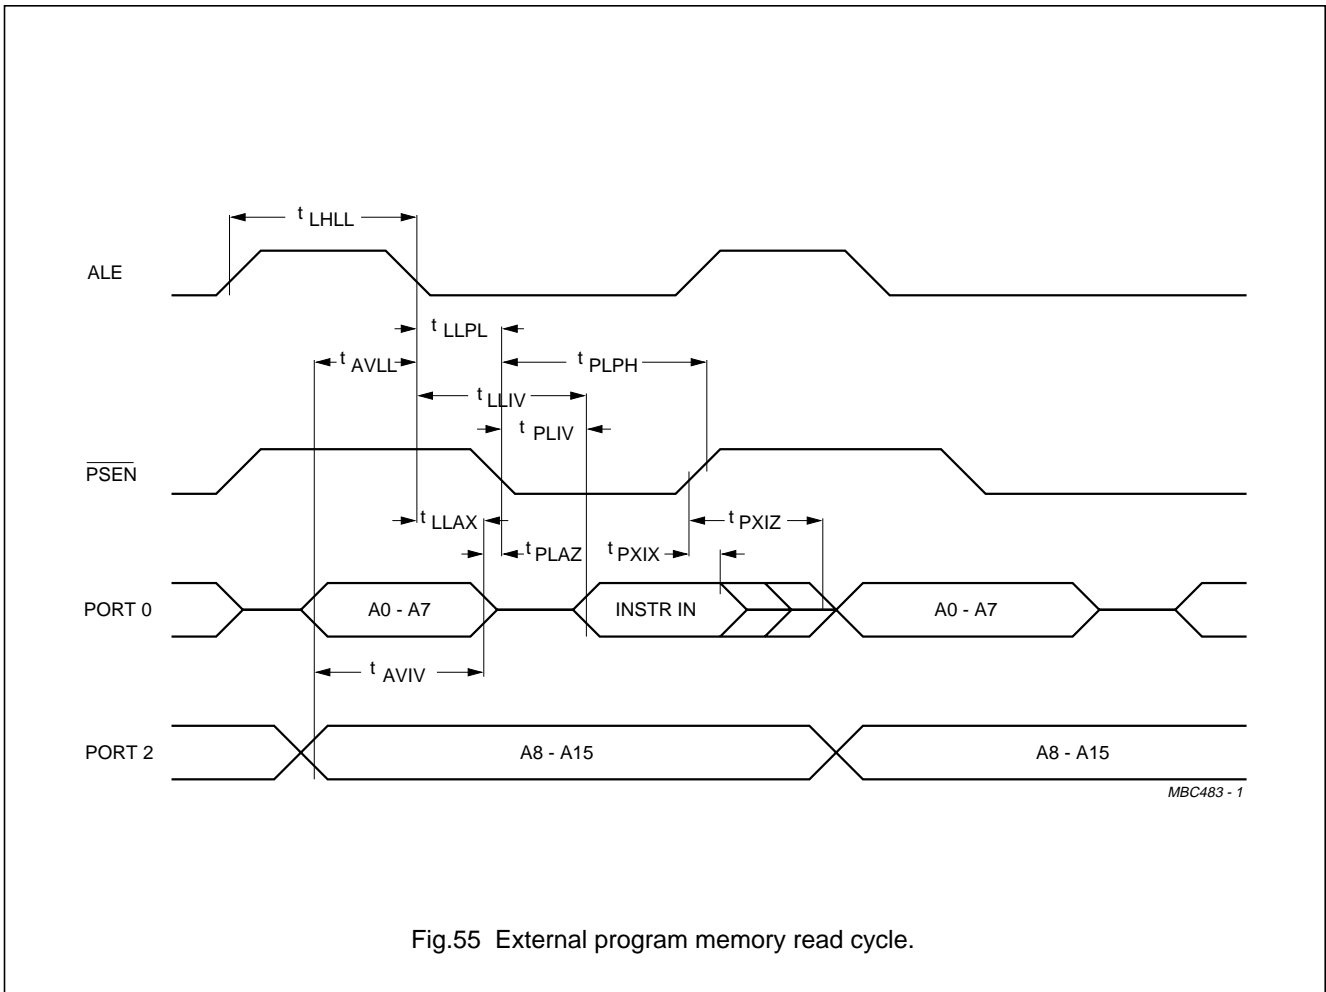 t LHLL
ALE
t LLPL
t AVLL
t PLPH
t LLIV
t PLIV
PSEN
t LLAX
t PXIZ
t PLAZ
t PXIX
PORT 0
A0 - A7
INSTR IN
A0 - A7
t AVIV
PORT 2
A8 - A15
A8 - A15
MBC483 - 1
Fig.55 External program memory read cycle.